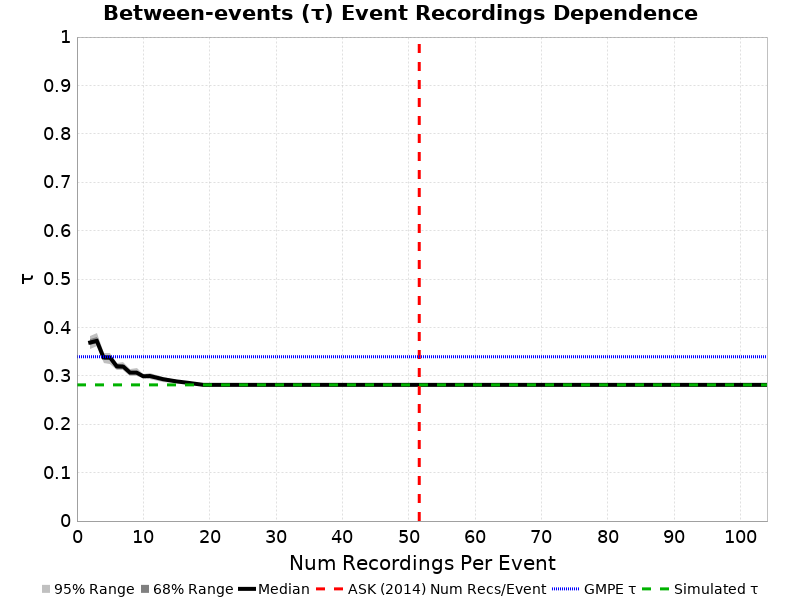 Between-events (τ) Event Recordings Dependence
1
0.9
0.8
0.7
0.6
0.5
0.4
0.3
0.2
0.1
0
τ
0 10 20 30 40 50 60 70 80 90 100
Num Recordings Per Event
95% Range 68% Range Median ASK (2014) Num Recs/Event GMPE τ Simulated τ